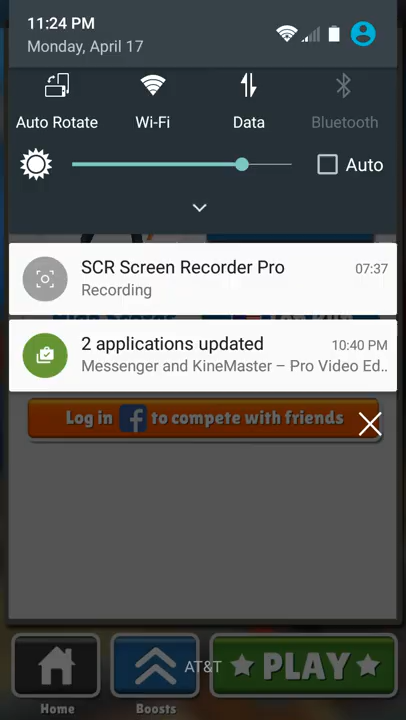 11:24 PM
Monday, April 17
Auto Rotate
Wi-Fi
Data
Bluetooth
Auto
SCR Screen Recorder Pro
07:37
Recording
2 applications updated
10:40 PM
Messenger and KineMaster – Pro Video Ed..
Log in f to compete with friends
AT&T
PLAY
Home
Boosts